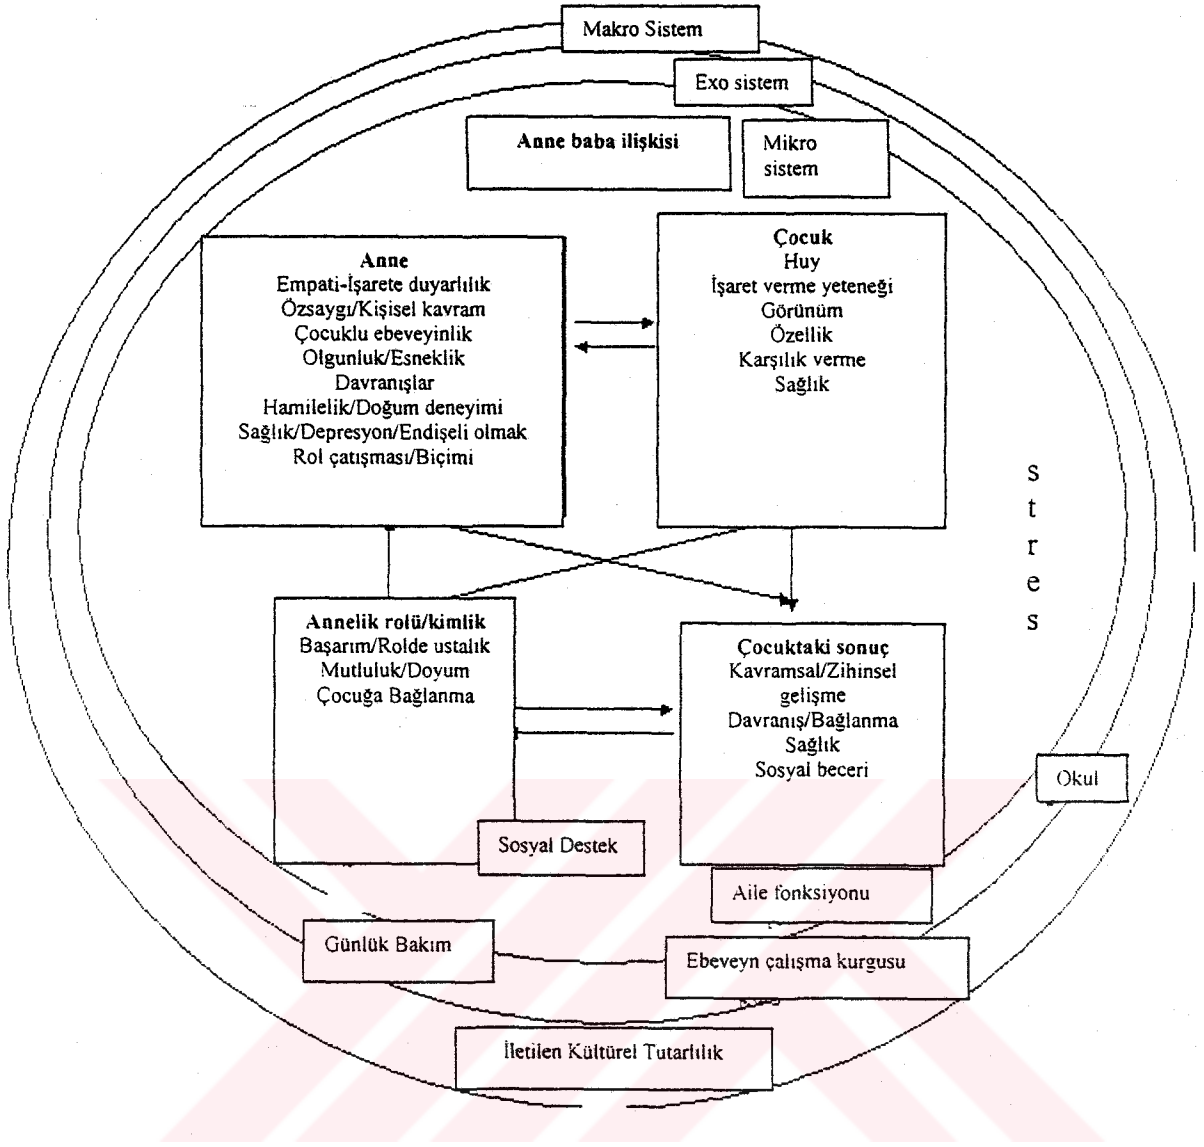 Makro Sistem
Exo sistem
Anne baba ilişkisi
Mikro
sistem
Anne
Empati-İşarete duyarlılık
Özsaygı/Kişisel kavram
Çocuklu ebeveyinlik
Olgunluk/Esneklik
Davranışlar
Hamilelik/Doğum deneyimi
Sağlık/Depresyon/Endişeli olmak
Rol çatışması/Biçimi
Çocuk
Huy
İşaret verme yeteneği
Görünüm
Özellik
Karşılık verme
Sağlık
s
t
r
e
s
Annelik rolü/kimlik
Başarım/Rolde ustalık
Mutluluk/Doyum
Çocuğa Bağlanma
Çocuktaki sonuç
Kavramsal/Zihinsel
gelişme
Davranış/Bağlanma
Sağlık
Sosyal beceri
Okul
Sosyal Destek
Aile fonksiyonu
Günlük Bakım
Ebeveyn çalışma kurgusu
İletilen Kültürel Tutarlılık